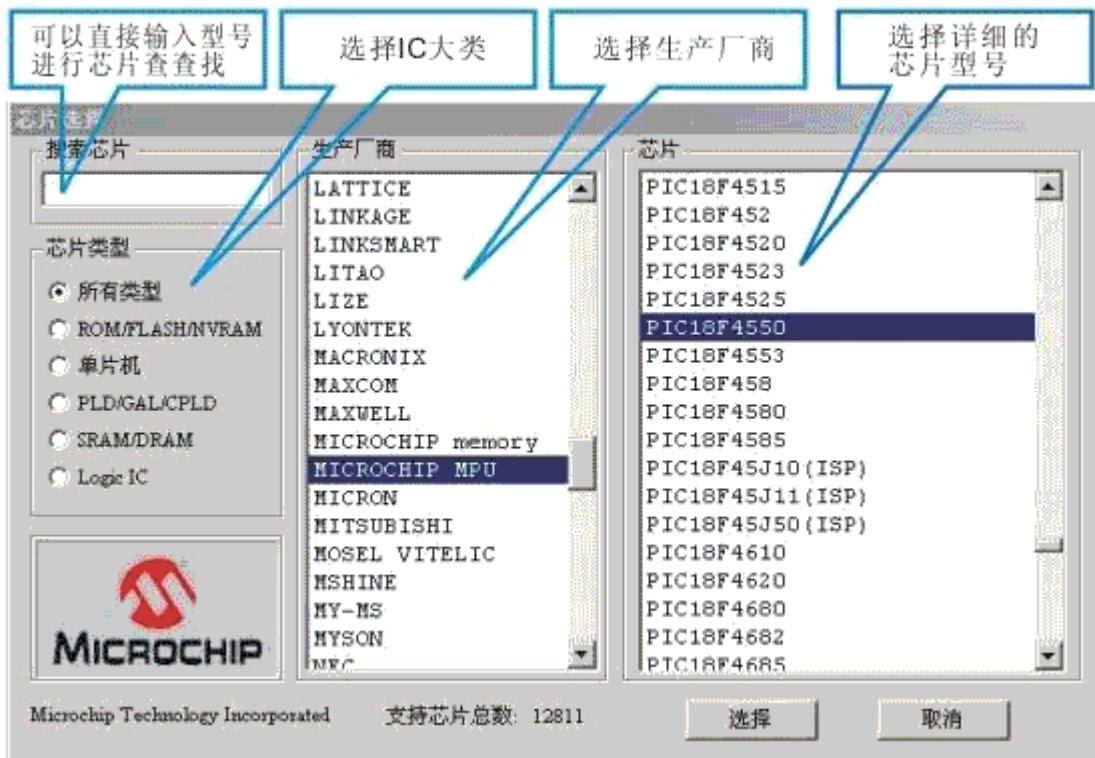 可以直接输入型号
进行芯片查查找
选择IC大类
选择生产厂商
选择详细的
芯片型号
芯片选择
搜索芯片
生产厂商
芯片
芯片类型
所有类型
ROM/FLASH/NVRAM
单片机
PLD/GAL/CPLD
SRAM/DRAM
Logic IC
MICROCHIP
LATTICE
LINKAGE
LINKSMART
LITAO
LIZE
LYONTEK
MACRONIX
MAXCOM
MAXWELL
MICROCHIP memory
MICROCHIP MPU
MICRON
MITSUBISHI
MOSEL VITELIC
MSHINE
MY-MS
MYSON
NEC
PIC18F4515
PIC18F452
PIC18F4520
PIC18F4523
PIC18F4525
PIC18F4550
PIC18F4553
PIC18F458
PIC18F4580
PIC18F4585
PIC18F45J10(ISP)
PIC18F45J11(ISP)
PIC18F45J50(ISP)
PIC18F4610
PIC18F4620
PIC18F4680
PIC18F4682
PIC18F4685
Microchip Technology Incorporated
支持芯片总数: 12811
选择
取消